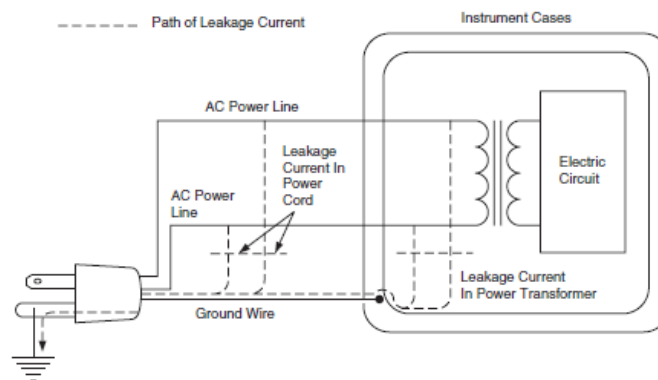 Path of Leakage Current
Instrument Cases
AC Power Line
Leakage
Current In
Power
Cord
AC Power
Line
Electric
Circuit
Leakage Current
In Power Transformer
Ground Wire